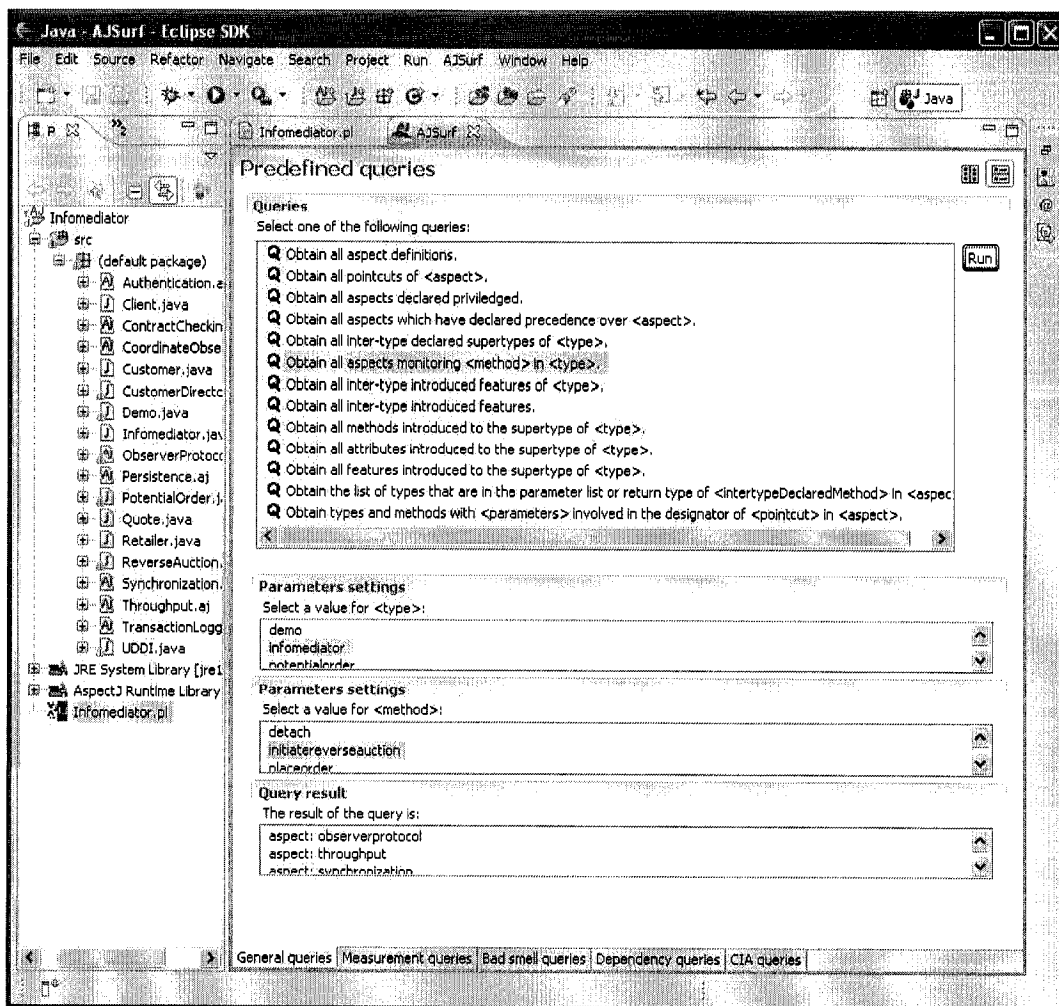 Java - AJSurf - Eclipse SDK
File Edit Source Refactor Navigate Search Project Run AJSurf Window Help
Java
P
2
Infomediator.pl
AJSurf
Predefined queries
Infomediator
src
(default package)
Authentication.a
Client.java
ContractCheckin
CoordinateObse
Customer.java
CustomerDirectc
Demo.java
Infomediator.jav
ObserverProtoco
Persistence.aj
PotentialOrder.j
Quote.java
Retailer.java
ReverseAuction.
Synchronization.
Throughput.aj
TransactionLogg
UDDI.java
JRE System Library [jre1
AspectJ Runtime Library
Infomediator.pl
Queries
Select one of the following queries:
Run
Obtain all aspect definitions.
Obtain all pointcuts of <aspect>.
Obtain all aspects declared priviledged.
Obtain all aspects which have declared precedence over <aspect>.
Obtain all inter-type declared supertypes of <type>.
Obtain all aspects monitoring <method> in <type>.
Obtain all inter-type introduced features of <type>.
Obtain all inter-type introduced features.
Obtain all methods introduced to the supertype of <type>.
Obtain all attributes introduced to the supertype of <type>.
Obtain all features introduced to the supertype of <type>.
Obtain the list of types that are in the parameter list or return type of <intertypeDeclaredMethod> in <aspec
Obtain types and methods with <parameters> involved in the designator of <pointcut> in <aspect>.
Parameters settings
Select a value for <type>:
demo
infomediator
potentialorder
Parameters settings
Select a value for <method>:
detach
initiatereverseauction
placeorder
Query result
The result of the query is:
aspect: observerprotocol
aspect: throughput
aspect: synchronization
General queries Measurement queries Bad smell queries Dependency queries CIA queries